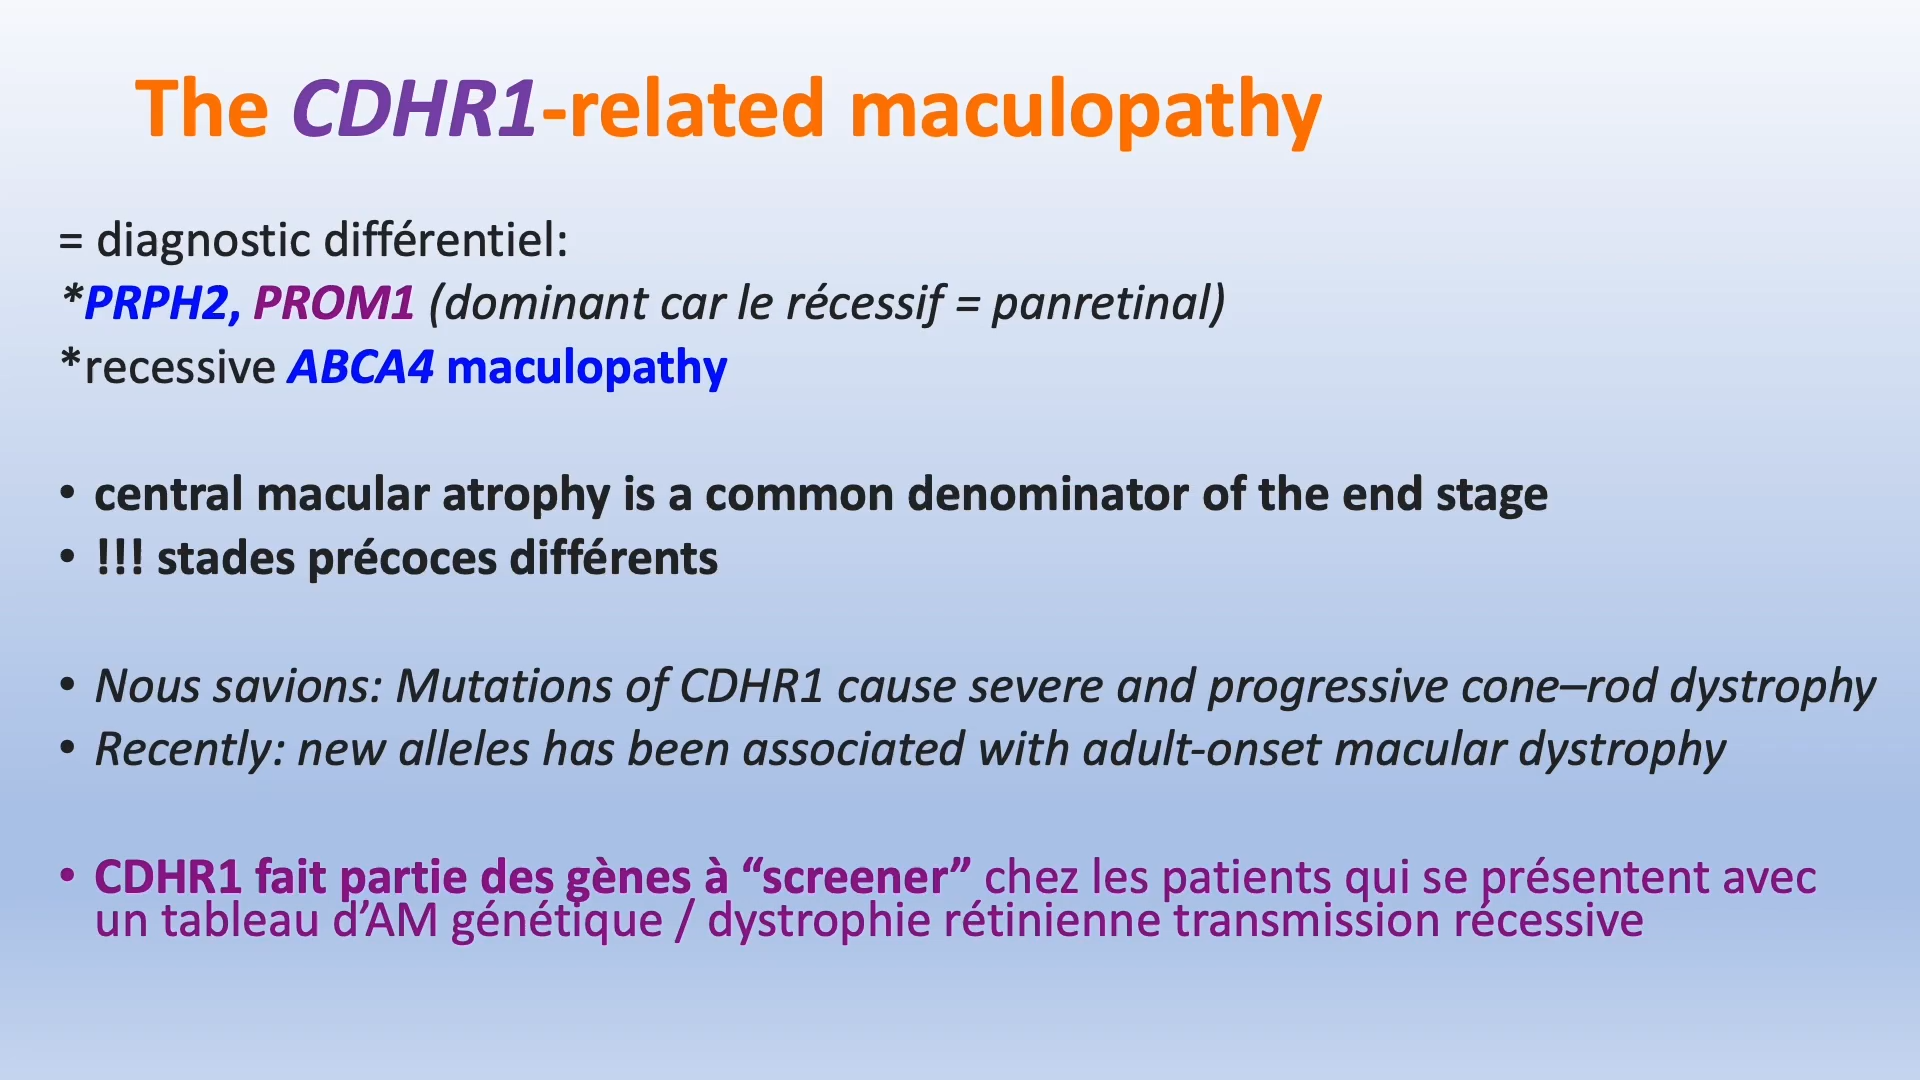 The CDHR1-related maculopathy
= diagnostic différentiel:
*PRPH2, PROM1 (dominant car le récessif = panretinal)
*recessive ABCA4 maculopathy
• central macular atrophy is a common denominator of the end stage
• !!! stades précoces différents
• Nous savions: Mutations of CDHR1 cause severe and progressive cone–rod dystrophy
• Recently: new alleles has been associated with adult-onset macular dystrophy
• CDHR1 fait partie des gènes à “screener” chez les patients qui se présentent avec
un tableau d’AM génétique / dystrophie rétinienne transmission récessive